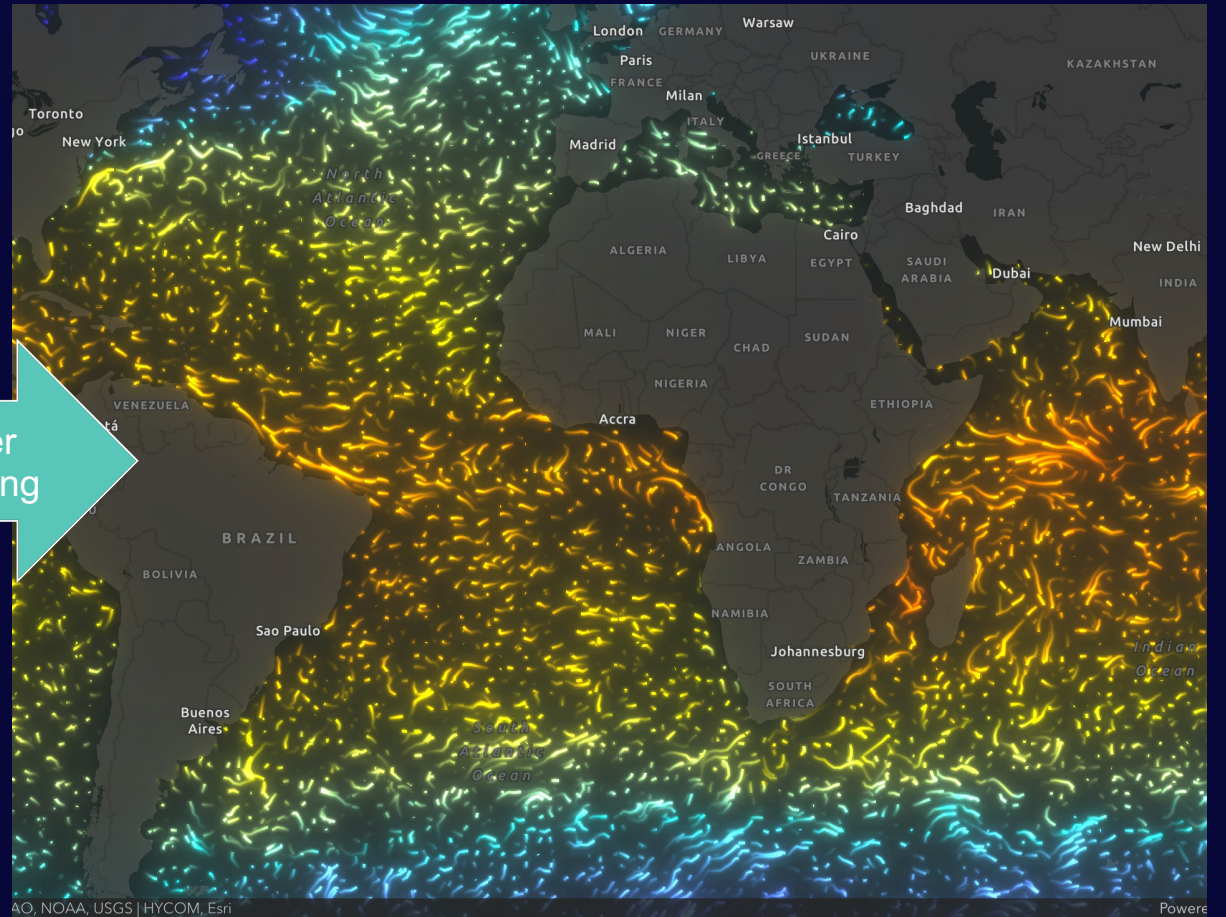 London
GERMANY
Warsaw
Paris
UKRAINE
KAZAKHSTAN
FRANCE
Milan
Toronto
go
ITALY
New York
Madrid
Istanbul
GREECE
TURKEY
North
Atlantic
Ocean
Baghdad
IRAN
Cairo
New Delhi
ALGERIA
LIBYA
EGYPT
SAUDI
ARABIA
Dubai
INDIA
Mumbai
MALI
NIGER
CHAD
SUDAN
NIGERIA
VENEZUELA
ETHIOPIA
tá
Accra
er
ng
DR
CONGO
TANZANIA
U
BRAZIL
ANGOLA
ZAMBIA
BOLIVIA
NAMIBIA
Sao Paulo
Johannesburg
Indian
Ocean
SOUTH
AFRICA
Buenos
Aires
South
Atlantic
Ocean
AO, NOAA, USGS | HYCOM, Esri
Powere